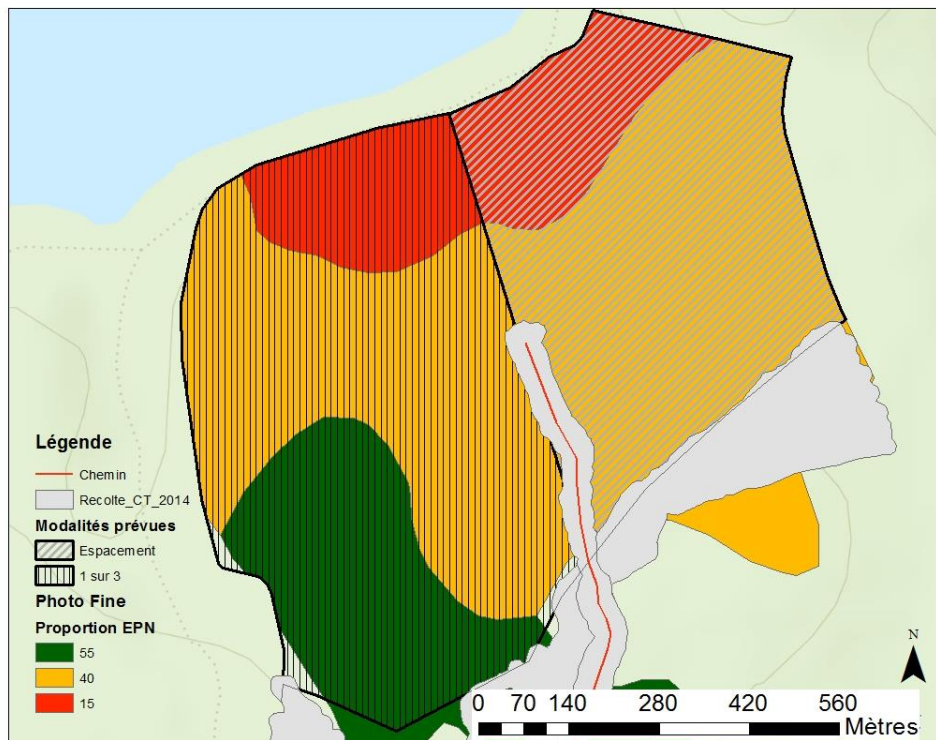 Légende
Chemin
Recolte_CT_2014
Modalités prévues
Espacement
1 sur 3
Photo Fine
Proportion EPN
55
40
15
N
0 70 140 280 420 560
Mètres